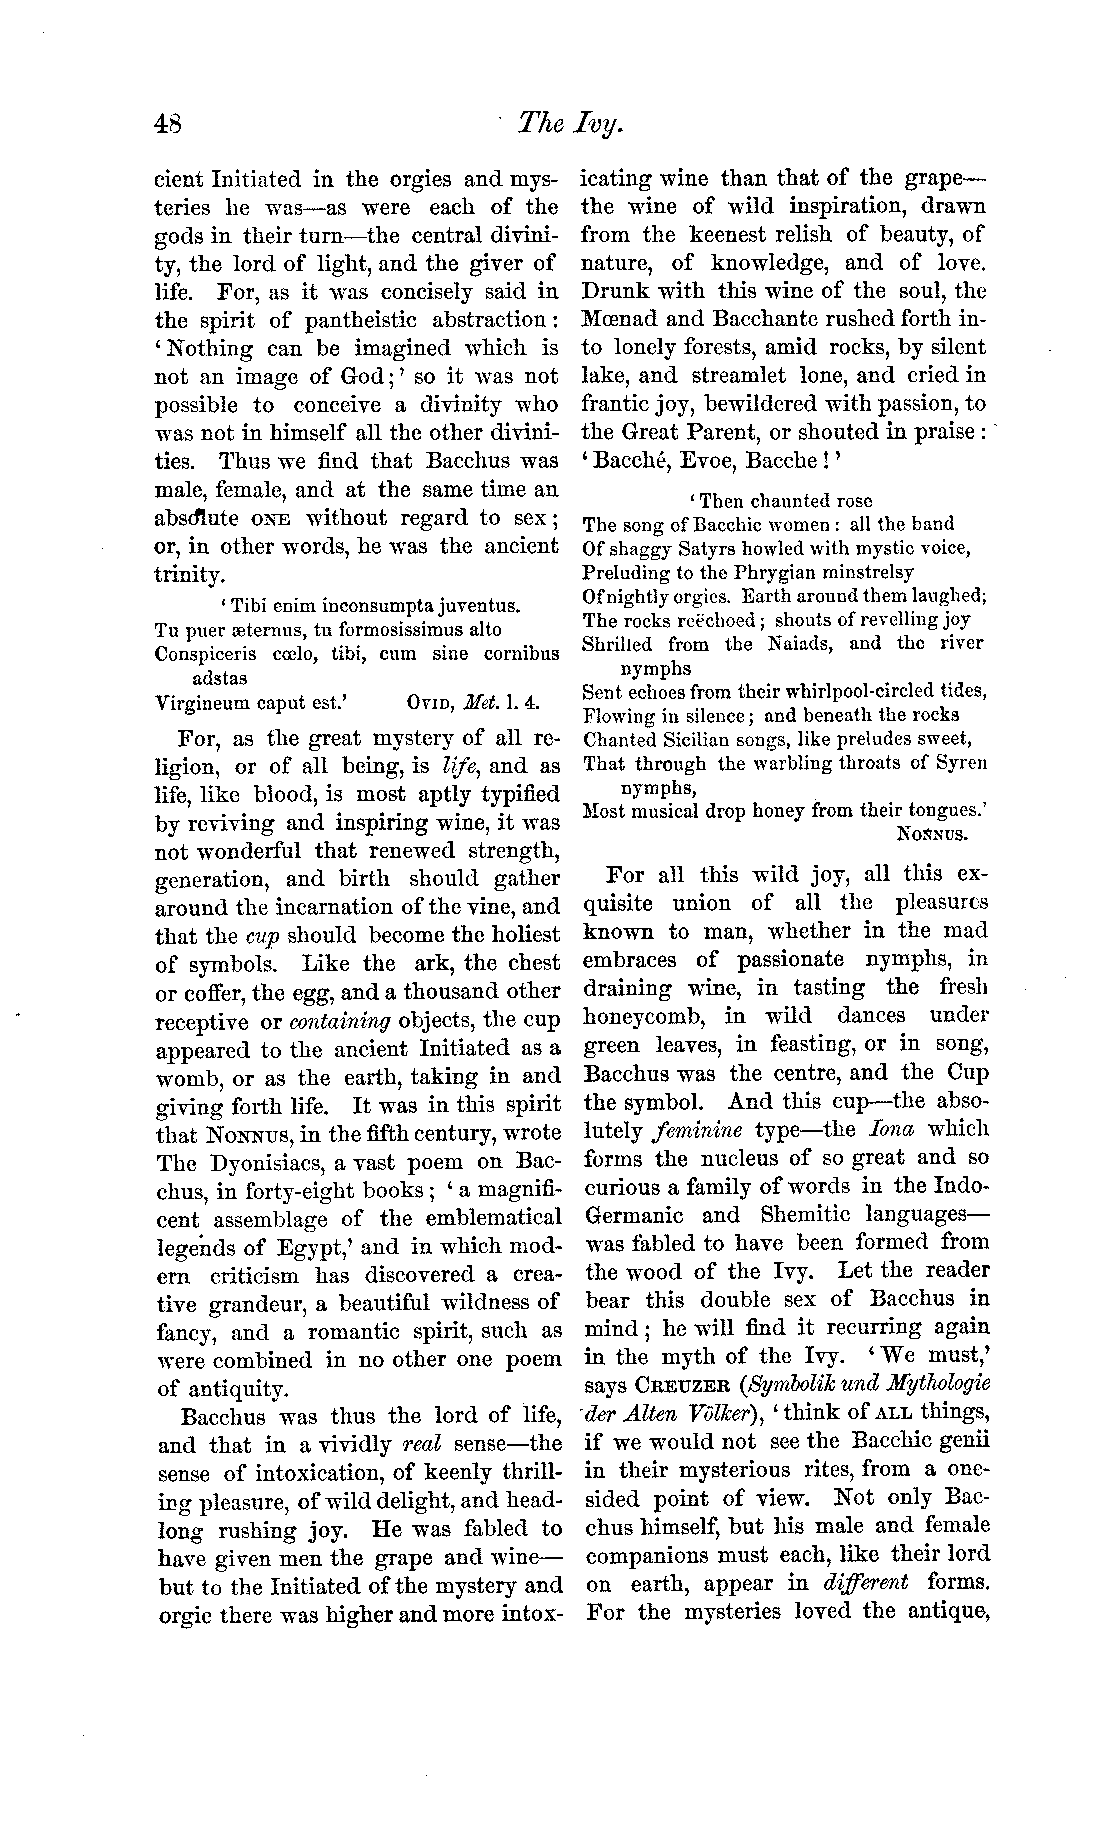 48
The Ivy.
cient Initiated in the orgies and mys-
teries he was—as were each of the
gods in their turn—the central divini-
ty, the lord of light, and the giver of
life. For, as it was concisely said in
the spirit of pantheistic abstraction:
‘Nothing can be imagined which is
not an image of God;’ so it was not
possible to conceive a divinity who
was not in himself all the other divini-
ties. Thus we find that Bacchus was
male, female, and at the same time an
absolute ONE without regard to sex;
or, in other words, he was the ancient
trinity.
‘Tibi enim inconsumpta juventus.
Tu puer æternus, tu formosissimus alto
Conspiceris cœlo, tibi, cum sine cornibus
adstas
Virgineum caput est.’ OVID, Met. l. 4.
For, as the great mystery of all re-
ligion, or of all being, is life, and as
life, like blood, is most aptly typified
by reviving and inspiring wine, it was
not wonderful that renewed strength,
generation, and birth should gather
around the incarnation of the vine, and
that the cup should become the holiest
of symbols. Like the ark, the chest
or coffer, the egg, and a thousand other
receptive or containing objects, the cup
appeared to the ancient Initiated as a
womb, or as the earth, taking in and
giving forth life. It was in this spirit
that NONNUS, in the fifth century, wrote
The Dyonisiacs, a vast poem on Bac-
chus, in forty-eight books; ‘a magnifi-
cent assemblage of the emblematical
legends of Egypt,’ and in which mod-
ern criticism has discovered a crea-
tive grandeur, a beautiful wildness of
fancy, and a romantic spirit, such as
were combined in no other one poem
of antiquity.
Bacchus was thus the lord of life,
and that in a vividly real sense—the
sense of intoxication, of keenly thrill-
ing pleasure, of wild delight, and head-
long rushing joy. He was fabled to
have given men the grape and wine—
but to the Initiated of the mystery and
orgie there was higher and more intox-
icating wine than that of the grape—
the wine of wild inspiration, drawn
from the keenest relish of beauty, of
nature, of knowledge, and of love.
Drunk with this wine of the soul, the
Mœnad and Bacchante rushed forth in-
to lonely forests, amid rocks, by silent
lake, and streamlet lone, and cried in
frantic joy, bewildered with passion, to
the Great Parent, or shouted in praise:
‘Bacché, Evoe, Bacche!’
‘Then chaunted rose
The song of Bacchic women: all the band
Of shaggy Satyrs howled with mystic voice,
Preluding to the Phrygian minstrelsy
Of nightly orgies. Earth around them laughed;
The rocks reëchoed; shouts of revelling joy
Shrilled from the Naiads, and the river
nymphs
Sent echoes from their whirlpool-circled tides,
Flowing in silence; and beneath the rocks
Chanted Sicilian songs, like preludes sweet,
That through the warbling throats of Syren
nymphs,
Most musical drop honey from their tongues.’
NONNUS.
For all this wild joy, all this ex-
quisite union of all the pleasures
known to man, whether in the mad
embraces of passionate nymphs, in
draining wine, in tasting the fresh
honeycomb, in wild dances under
green leaves, in feasting, or in song,
Bacchus was the centre, and the Cup
the symbol. And this cup—the abso-
lutely feminine type—the Iona which
forms the nucleus of so great and so
curious a family of words in the Indo-
Germanic and Shemitic languages—
was fabled to have been formed from
the wood of the Ivy. Let the reader
bear this double sex of Bacchus in
mind; he will find it recurring again
in the myth of the Ivy. ‘We must,’
says CREUZER (Symbolik und Mythologie
der Alten Völker), ‘think of ALL things,
if we would not see the Bacchic genii
in their mysterious rites, from a one-
sided point of view. Not only Bac-
chus himself, but his male and female
companions must each, like their lord
on earth, appear in different forms.
For the mysteries loved the antique,